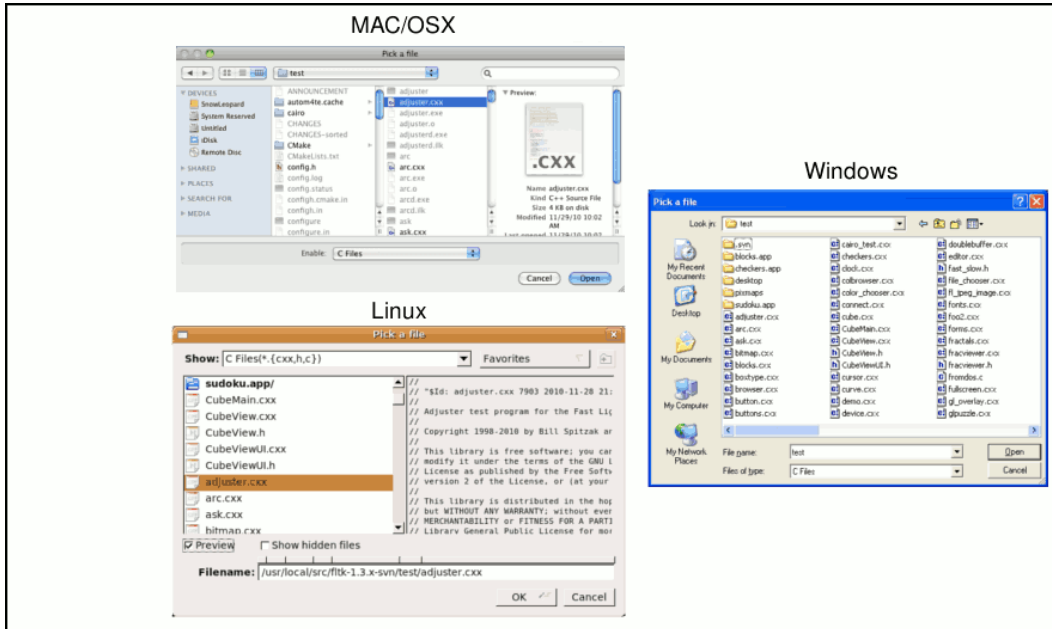 MAC/OSX
Pick a file
test
DEVICES
SnowLeopard
System Reserved
Untitled
iDisk
Remote Disc
SHARED
PLACES
SEARCH FOR
MEDIA
ANNOUNCEMENT
autom4te.cache
cairo
CHANGES
CHANGES-sorted
CMake
CMakeLists.txt
config.h
config.log
config.status
configh.cmake.in
configh.in
configure
configure.in
adjuster
adjuster.cxx
adjuster.exe
adjuster.o
adjusterd.exe
adjusterd.ilk
arc
arc.cxx
arc.exe
arc.o
arcd.exe
arcd.ilk
ask
ask.cxx
Preview:
.CXX
Name adjuster.cxx
Kind C++ Source File
Size 4 KB on disk
Modified 11/29/10 10:02
AM
Last opened 11/29/10 10:02
Enable: C Files
Cancel Open
Linux
Pick a file
Show: C Files(*.{cxx,h,c}) Favorites
sudoku.app/
CubeMain.cxx
CubeView.cxx
CubeView.h
CubeViewUI.cxx
CubeViewUI.h
adjuster.cxx
arc.cxx
ask.cxx
bitmap.cxx
//
// "$Id: adjuster.cxx 7903 2010-11-28 21:
//
// Adjuster test program for the Fast Lig
//
// Copyright 1998-2010 by Bill Spitzak ar
//
// This library is free software; you can
// modify it under the terms of the GNU L
// License as published by the Free Softw
// version 2 of the License, or (at your
//
// This library is distributed in the hop
// but WITHOUT ANY WARRANTY; without even
// MERCHANTABILITY or FITNESS FOR A PARTI
// Library General Public License for mor
Preview Show hidden files
Filename: /usr/local/src/fltk-1.3.x-svn/test/adjuster.cxx
OK Cancel
Windows
Pick a file
Look in: test
My Recent
Documents
Desktop
My Documents
My Computer
My Network
Places
.svn
blocks.app
checkers.app
desktop
pixmaps
sudoku.app
adjuster.cxx
arc.cxx
ask.cxx
bitmap.cxx
blocks.cxx
boxtype.cxx
browser.cxx
button.cxx
buttons.cxx
cairo_test.cxx
checkers.cxx
clock.cxx
colbrowser.cxx
color_chooser.cxx
connect.cxx
cube.cxx
CubeMain.cxx
CubeView.cxx
CubeView.h
CubeViewUI.h
cursor.cxx
curve.cxx
demo.cxx
device.cxx
doublebuffer.cxx
editor.cxx
fast_slow.h
file_chooser.cxx
fl_jpeg_image.cxx
fonts.cxx
foo2.cxx
forms.cxx
fractals.cxx
fracviewer.cxx
fracviewer.h
fromdos.c
fullscreen.cxx
gl_overlay.cxx
glpuzzle.cxx
File name: test Open
Files of type: C Files Cancel